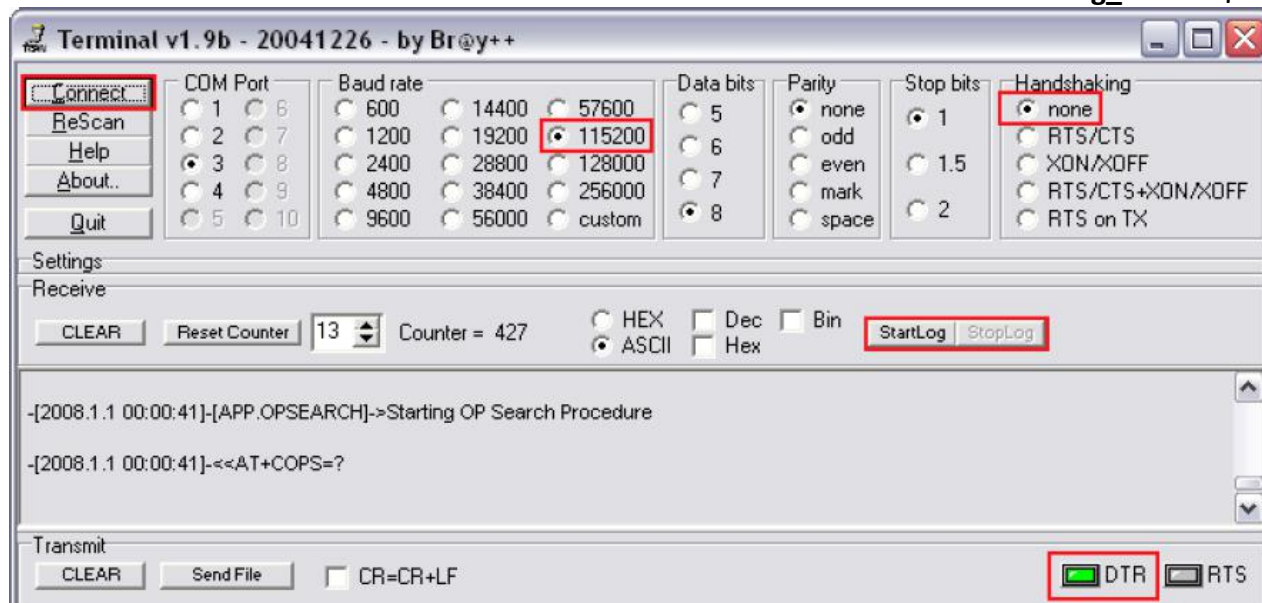 Terminal v1.9b - 20041226 - by Br@y++
Connect
ReScan
Help
About..
Quit
COM Port
1 6
2 7
3 8
4 9
5 10
Baud rate
600 14400 57600
1200 19200 115200
2400 28800 128000
4800 38400 256000
9600 56000 custom
Data bits
5
6
7
8
Parity
none
odd
even
mark
space
Stop bits
1
1.5
2
Handshaking
none
RTS/CTS
XON/XOFF
RTS/CTS+XON/XOFF
RTS on TX
Settings
Receive
CLEAR Reset Counter 13 Counter = 427
HEX Dec Bin
ASCII Hex
StartLog StopLog
-[2008.1.1 00:00:41]-[APP.OPSEARCH]->Starting OP Search Procedure
-[2008.1.1 00:00:41]-<<AT+COPS=?
Transmit
CLEAR Send File CR=CR+LF DTR RTS